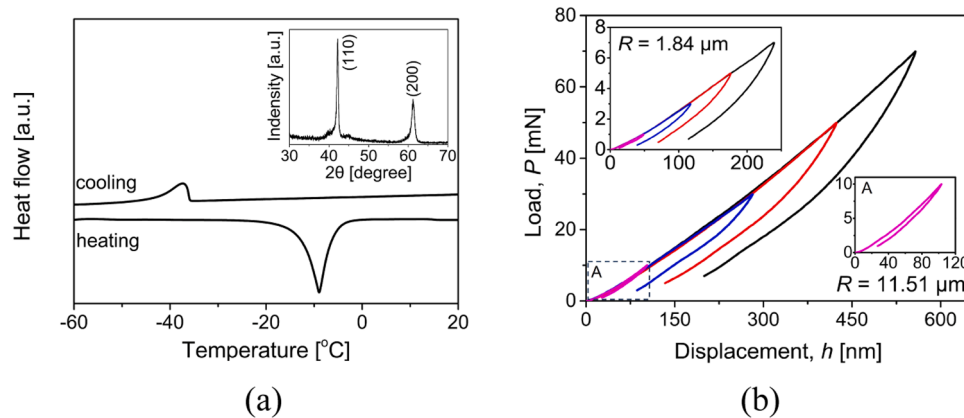 Heat flow [a.u.]
Indensity [a.u.]
(110)
(200)
30 40 50 60 70
2θ [degree]
cooling
heating
-60 -40 -20 0 20
Temperature [°C]
(a)
Load, P [mN]
80
60
40
20
0
8
6
4
2
0
R = 1.84 μm
0 100 200
A
10
5
0
A
0 40 80 120
R = 11.51 μm
0 150 300 450 600
Displacement, h [nm]
(b)